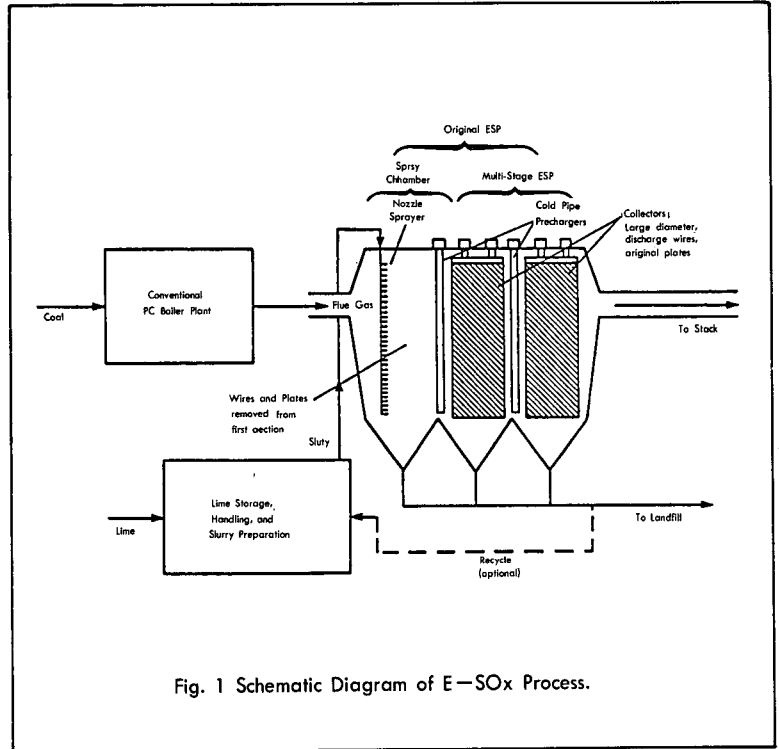 Original ESP
Sprsy
Chhamber
Multi-Stage ESP
Nozzle
Sprayer
Cold Pipe
Prechargers
Collectors;
Large diameter,
discharge wires,
original plates
Conventional
PC Bailer Plant
Flue Gas
Coal
To Stack
Wires and Plates
removed from
first aection
Sluty
Lime Storage,
Handling, and
Slurry Preparation
Lime
To Landfill
Recycle
(optional)
Fig. 1 Schematic Diagram of E-SOx Process.